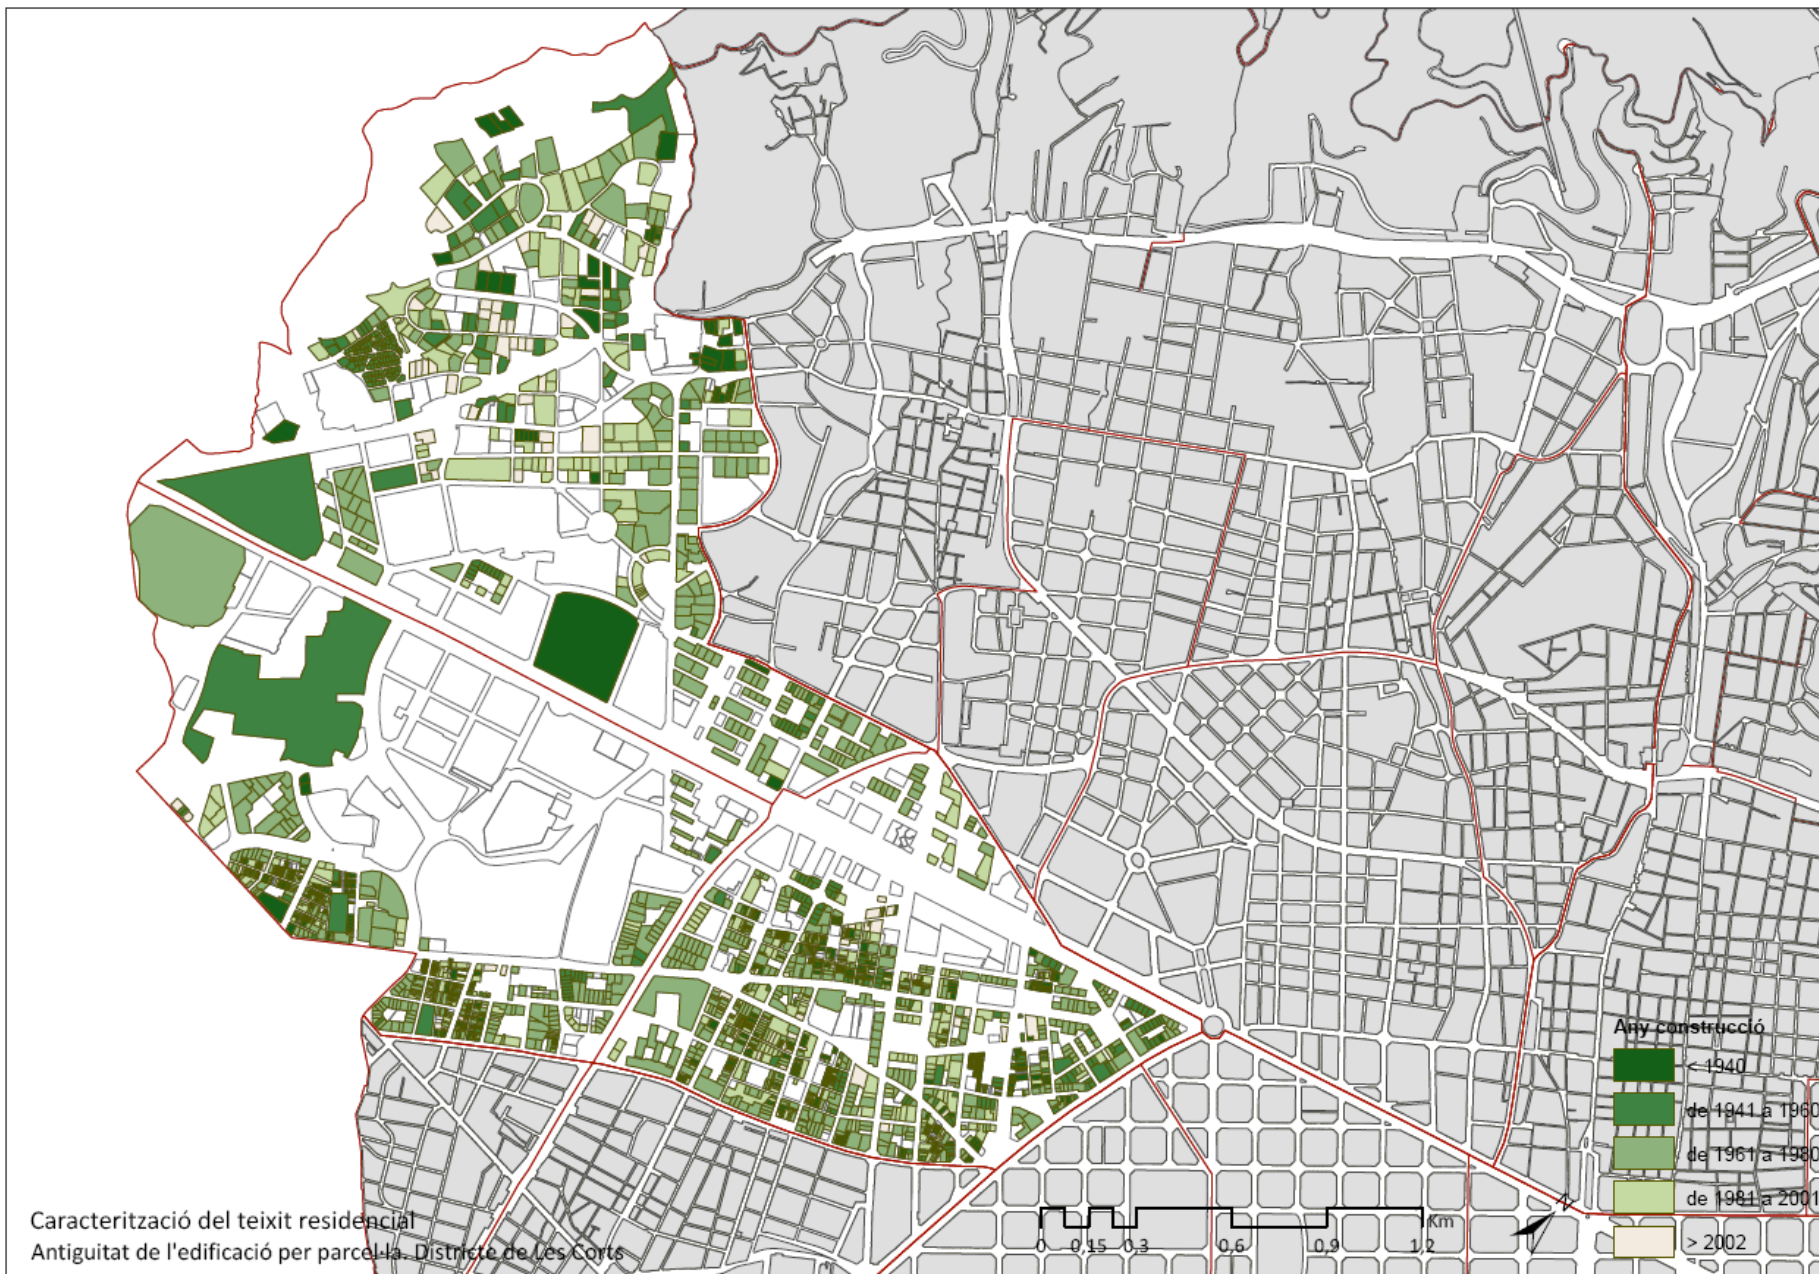 Any construcció
< 1940
de 1941 a 1960
de 1961 a 1980
de 1981 a 2001
> 2002
N
Km
0 0,15 0,3 0,6 0,9 1,2
Caracterització del teixit residencial
Antiguitat de l'edificació per parcel·la. Districte de Les Corts